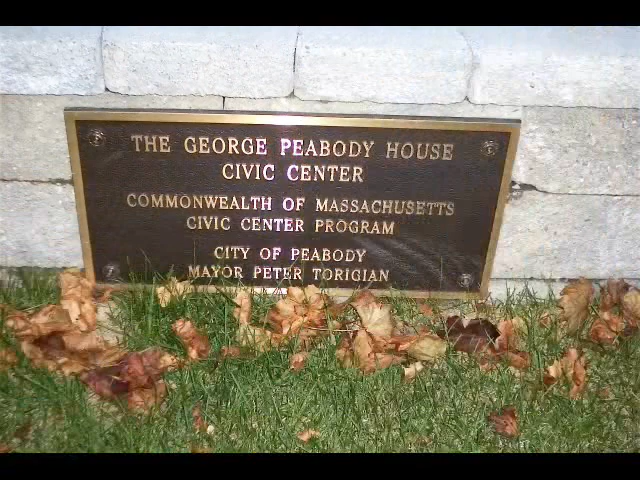 THE GEORGE PEABODY HOUSE
CIVIC CENTER
COMMONWEALTH OF MASSACHUSETTS
CIVIC CENTER PROGRAM
CITY OF PEABODY
MAYOR PETER TORIGIAN